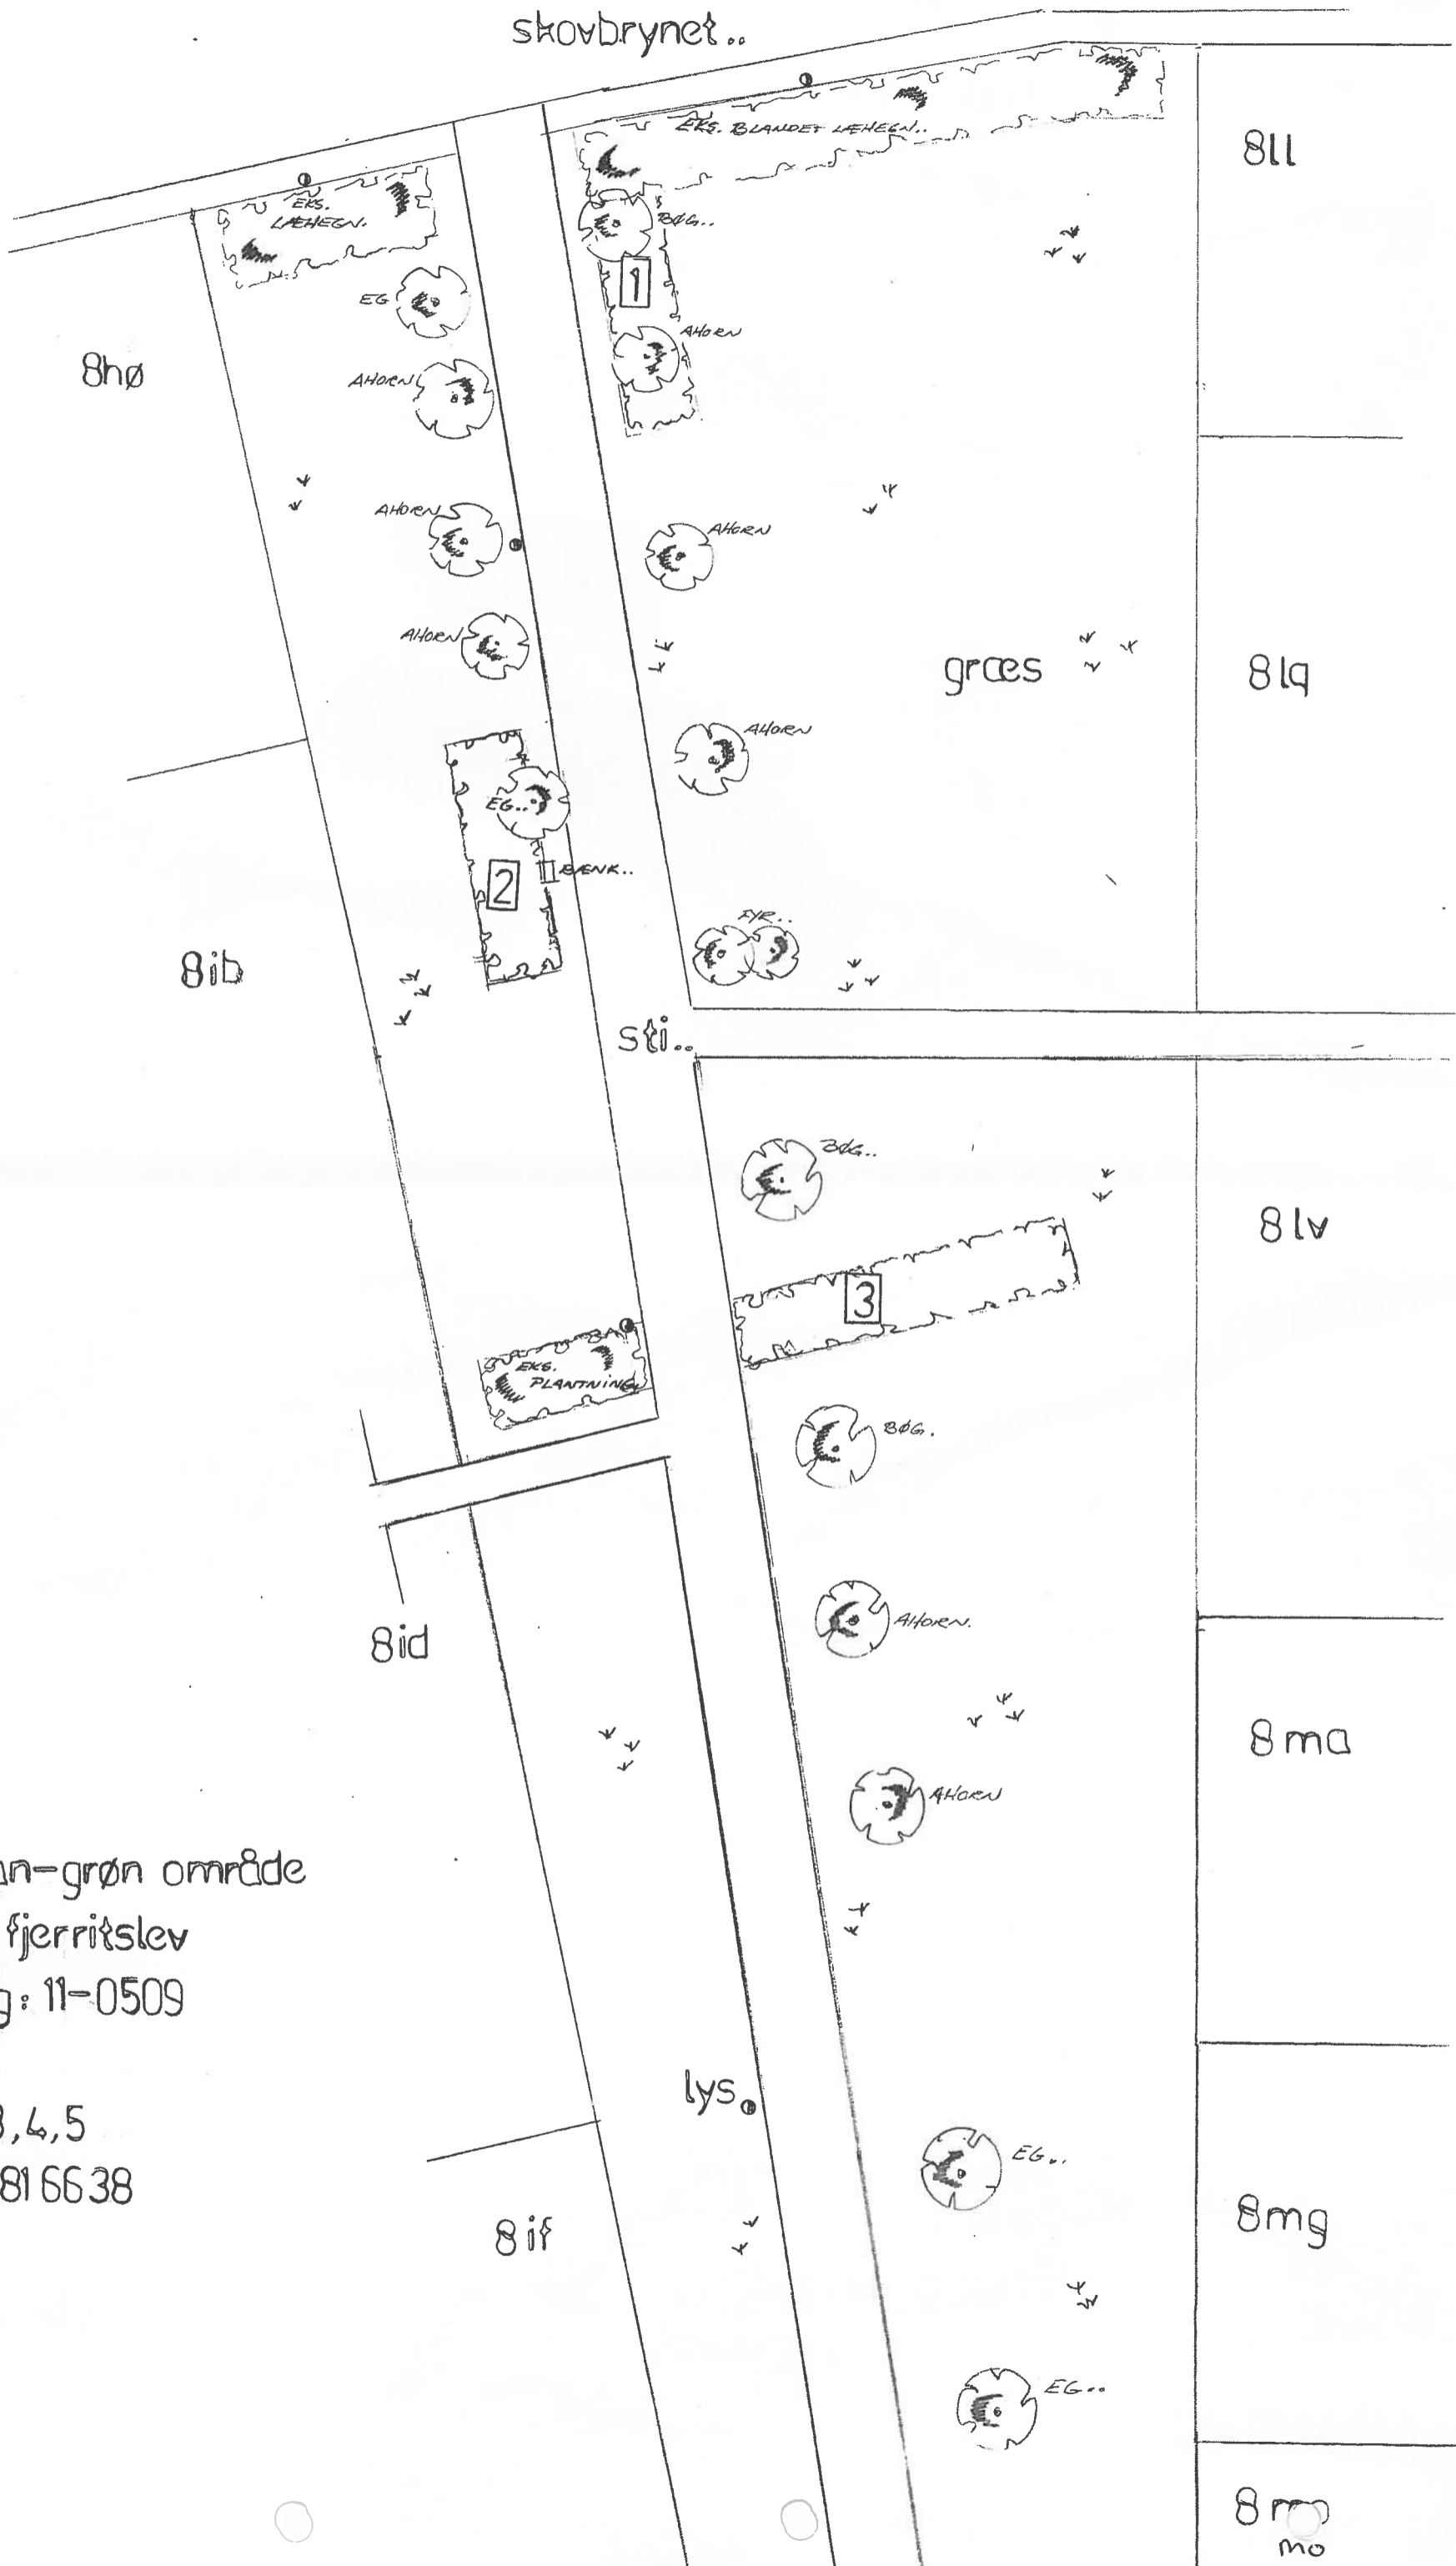 skovbrynet..
EKS. BLANDET LÆHEGN..
8ll
EKS.
LÆHEGN.
BØG..
1
EG
AHORN
8hø
AHORN
AHORN
AHORN
AHORN
græs
8lq
AHORN
EG..
2
BÆNK..
FYR..
8ib
sti..
BØG..
8lv
3
EKS.
PLANTNING.
BØG.
AHORN.
8id
8ma
AHORN
an-grøn område
fjerritslev
g: 11-0509
lys.
3,4,5
816638
EG..
8mg
8if
EG..
mo